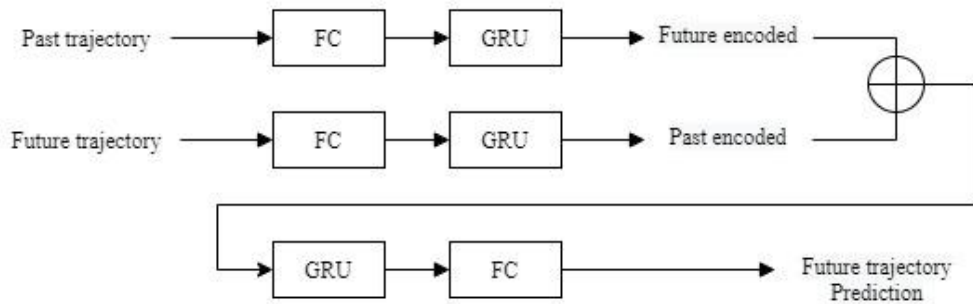 Past trajectory
FC
GRU
Future encoded
Future trajectory
FC
GRU
Past encoded
GRU
FC
Future trajectory
Prediction